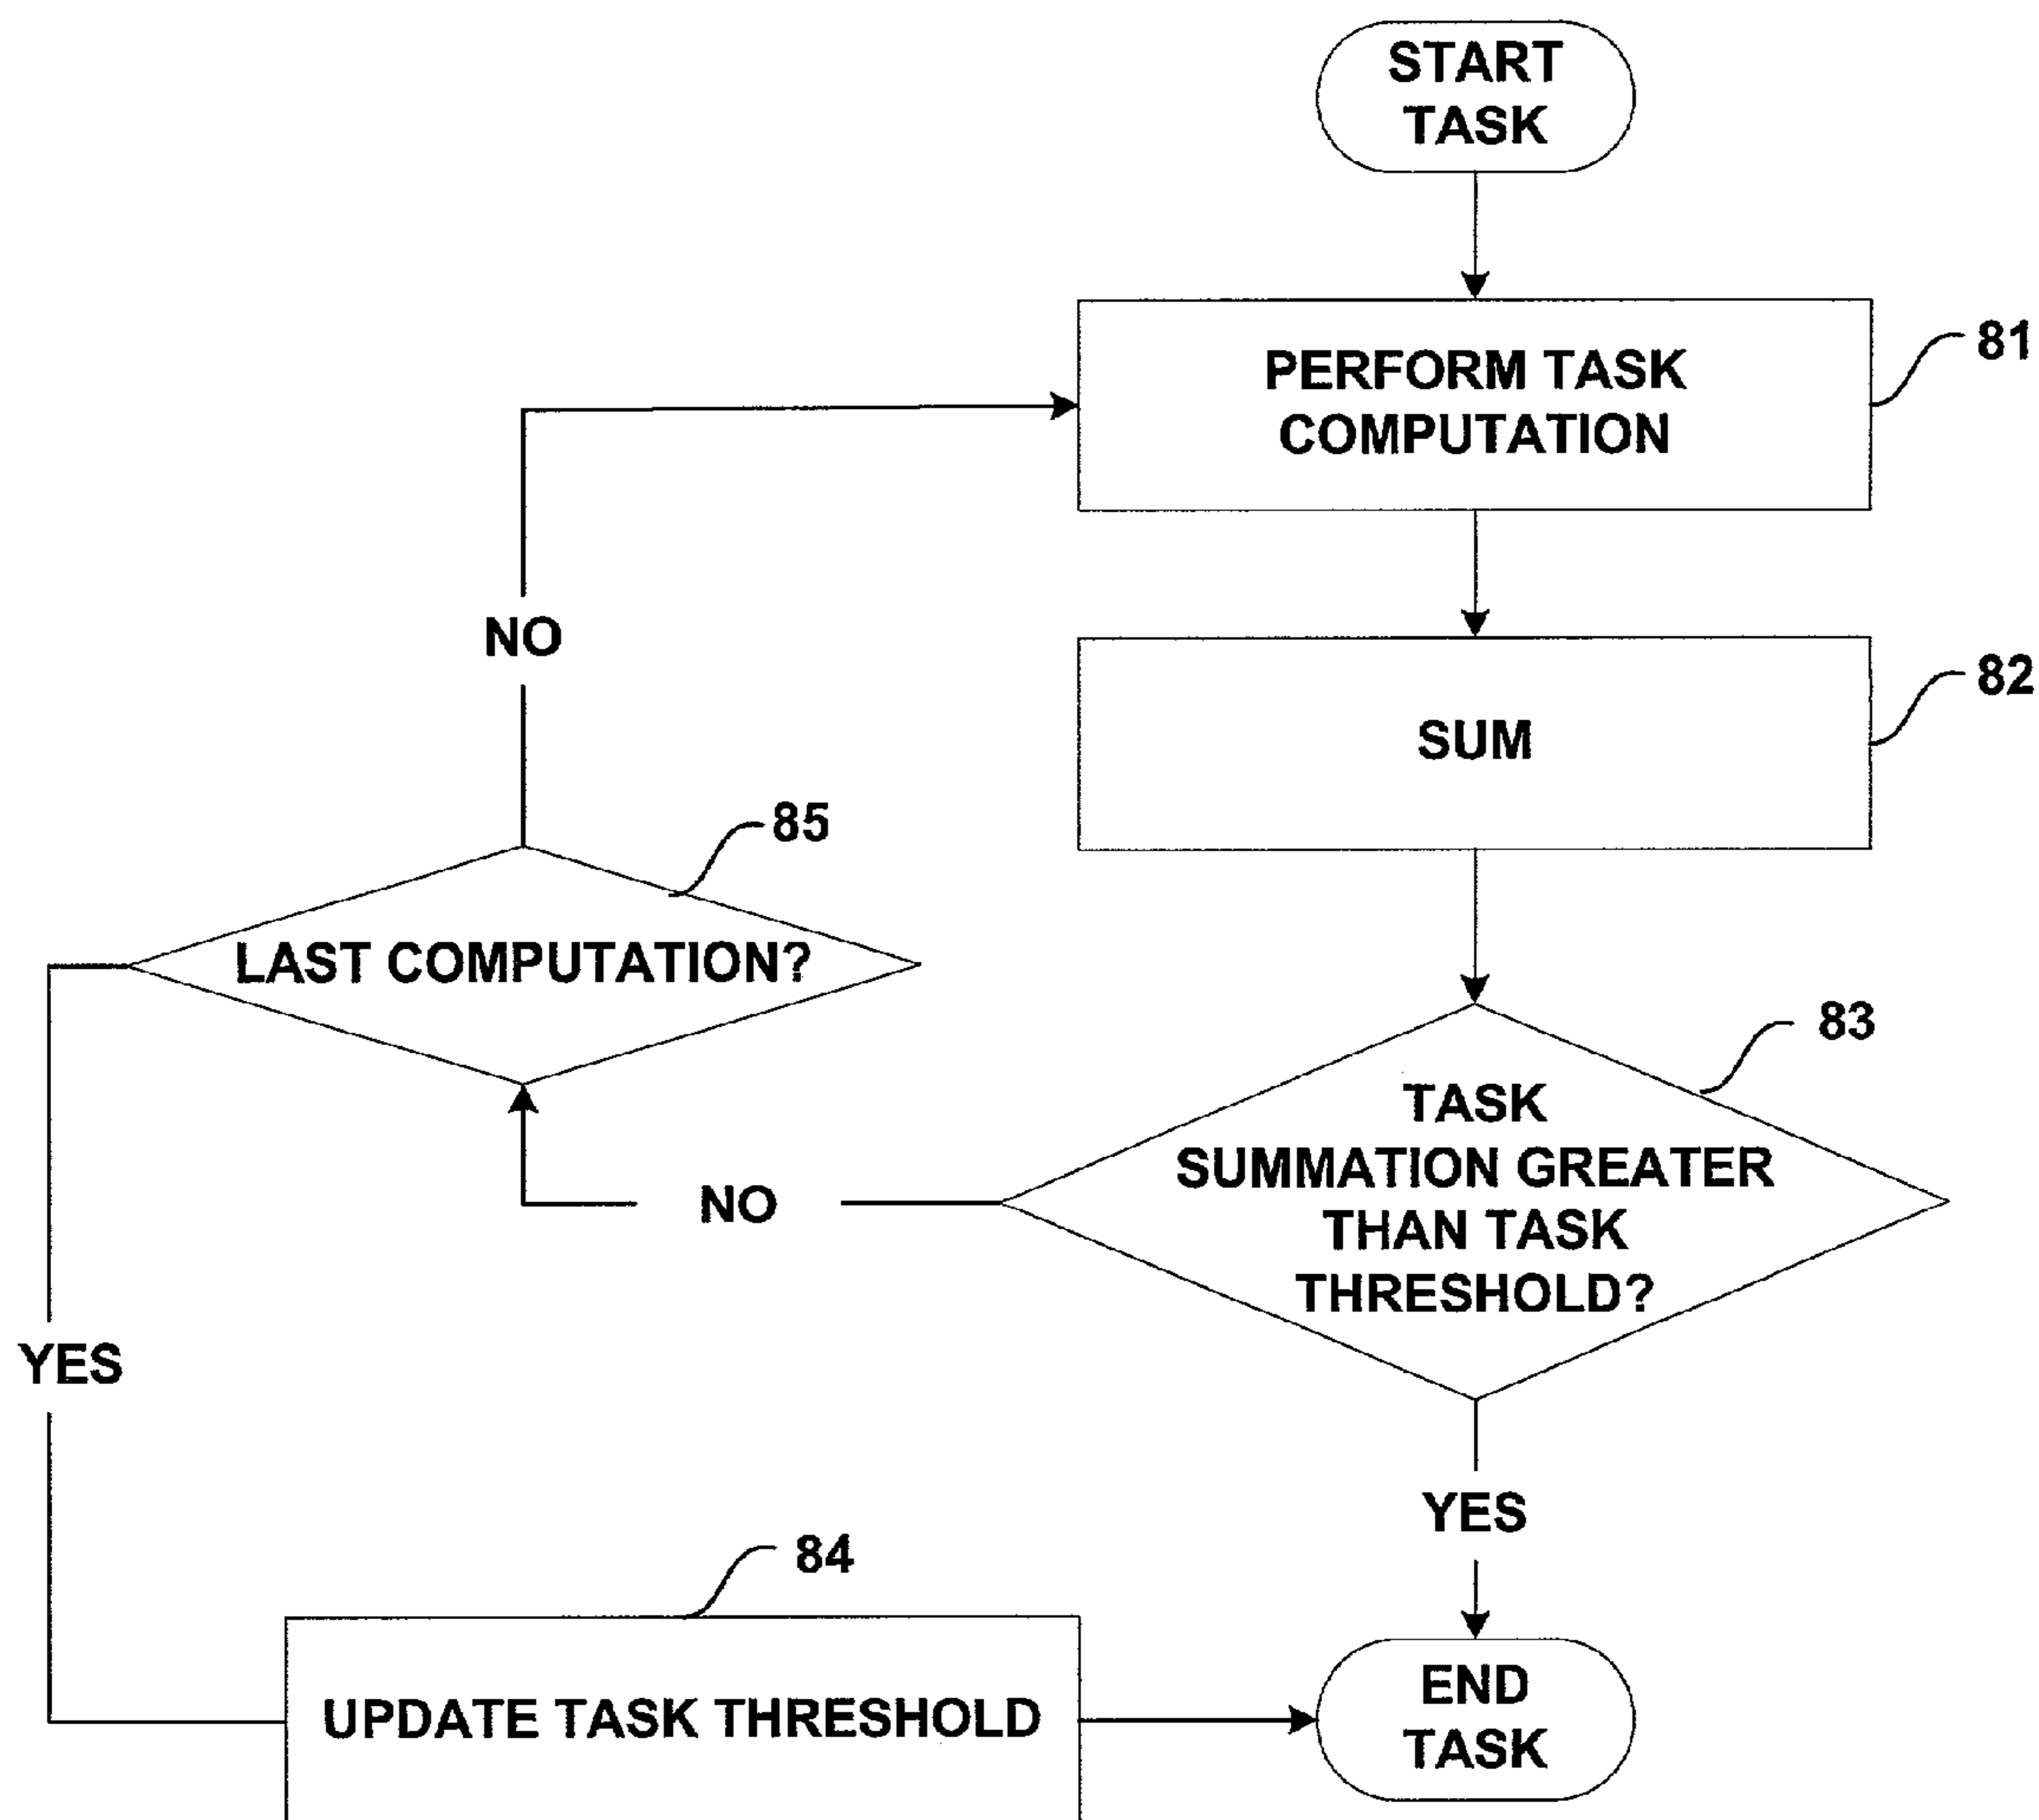 START
TASK
PERFORM TASK
COMPUTATION
81
NO
SUM
82
85
LAST COMPUTATION?
83
TASK
SUMMATION GREATER
THAN TASK
THRESHOLD?
NO
YES
YES
84
UPDATE TASK THRESHOLD
END
TASK